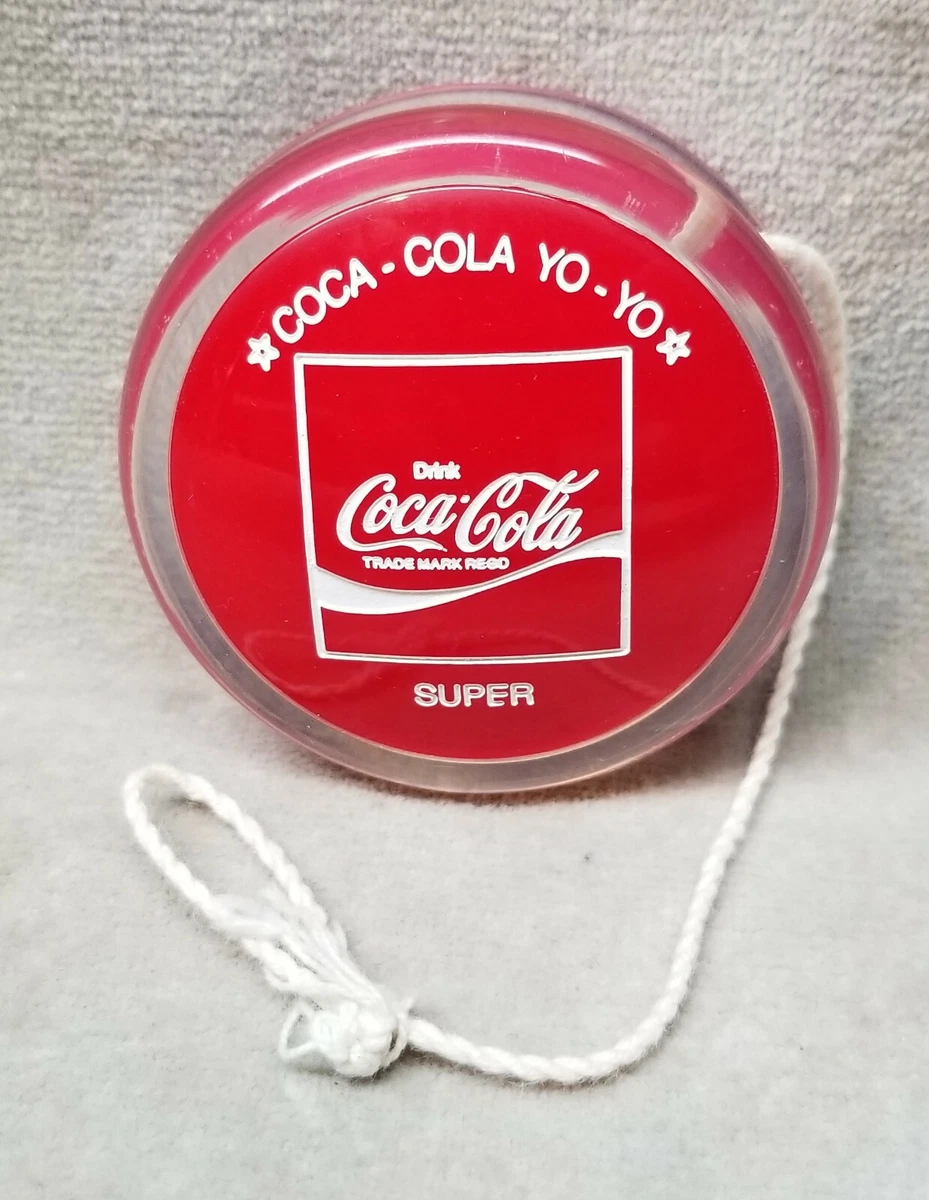 COCA-COLA YO-YO
Drink
Coca-Cola
TRADE MARK REGD
SUPER